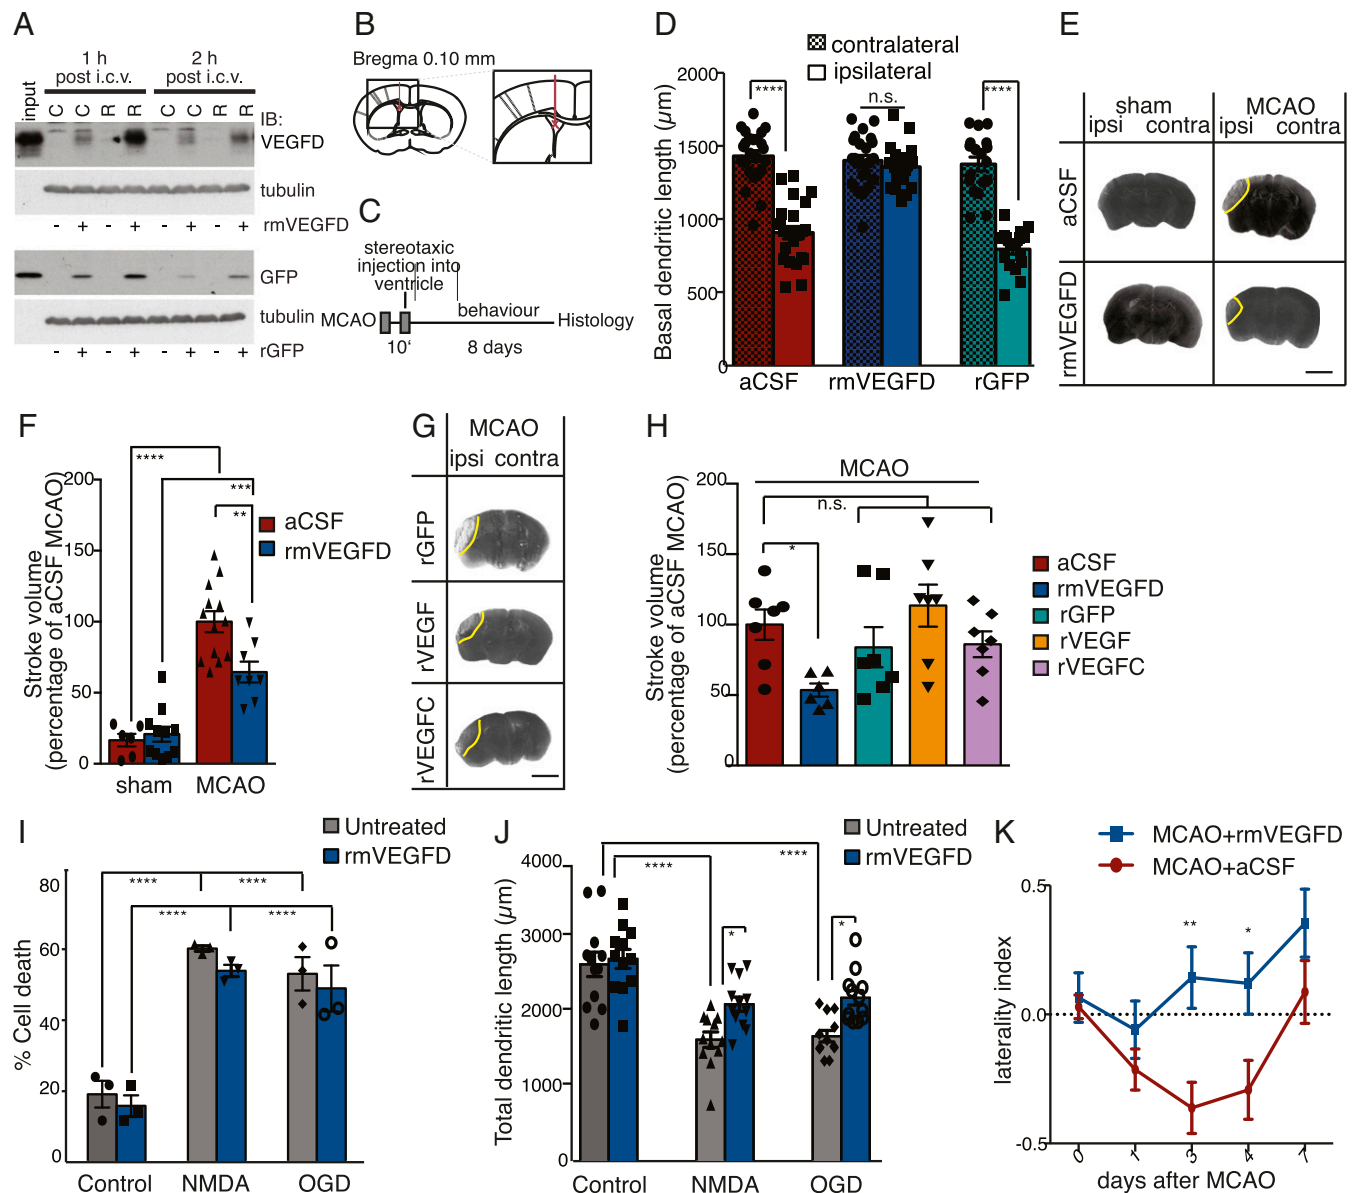 A
1 h
post i.c.v.
2 h
post i.c.v.
input
C
C
R
R
C
C
R
R
IB:
VEGFD
tubulin
- + - + - + - + rmVEGFD
GFP
tubulin
- + - + - + - + rGFP
B
Bregma 0.10 mm
C
stereotaxic
injection into
ventricle
behaviour
MCAO
Histology
10‘
8 days
D
contralateral
ipsilateral
Basal dendritic length (µm)
2000
1500
1000
500
0
****
n.s.
****
aCSF
rmVEGFD
rGFP
E
sham
MCAO
ipsi contra
ipsi contra
aCSF
rmVEGFD
F
Stroke volume
(percentage of aCSF MCAO)
200
150
100
50
0
****
***
**
aCSF
rmVEGFD
sham
MCAO
G
MCAO
ipsi contra
rGFP
rVEGF
rVEGFC
H
MCAO
Stroke volume
(percentage of aCSF MCAO)
200
150
100
50
0
n.s.
*
aCSF
rmVEGFD
rGFP
rVEGF
rVEGFC
I
Untreated
rmVEGFD
% Cell death
80
60
40
20
0
**** ****
**** ****
Control
NMDA
OGD
J
Untreated
rmVEGFD
Total dendritic length (µm)
4000
3000
2000
1000
0
****
****
*
*
Control
NMDA
OGD
K
MCAO+rmVEGFD
MCAO+aCSF
laterality index
0.5
0.0
-0.5
**
*
0 1 3 4 7
days after MCAO